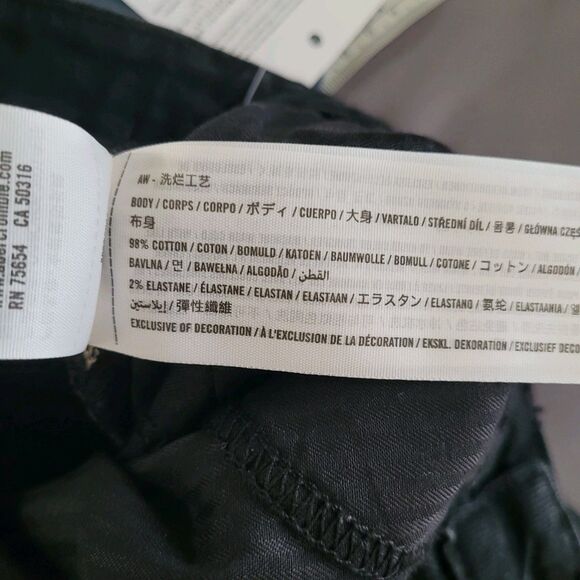 RN 75654 CA 50316
AW - 洗烂工艺
BODY / CORPS / CORPO / ボディ / CUERPO / 大身 / VARTALO / STŘEDNÍ DÍL / 몸통 / GŁÓWNA CZĘŚ
布身
98% COTTON / COTON / BOMULD / KATOEN / BAUMWOLLE / BOMULL / COTONE / コットン / ALGODÓN /
BAVLNA / 면 / BAWEŁNA / ALGODÃO / القطن
2% ELASTANE / ÉLASTANE / ELASTAN / ELASTAAN / エラスタン / ELASTANO / 氨蛇 / ELASTAANIA /
إيلاستين / 彈性纖維
EXCLUSIVE OF DECORATION / À L'EXCLUSION DE LA DÉCORATION / EKSKL. DEKORATION / EXCLUSIEF DECO